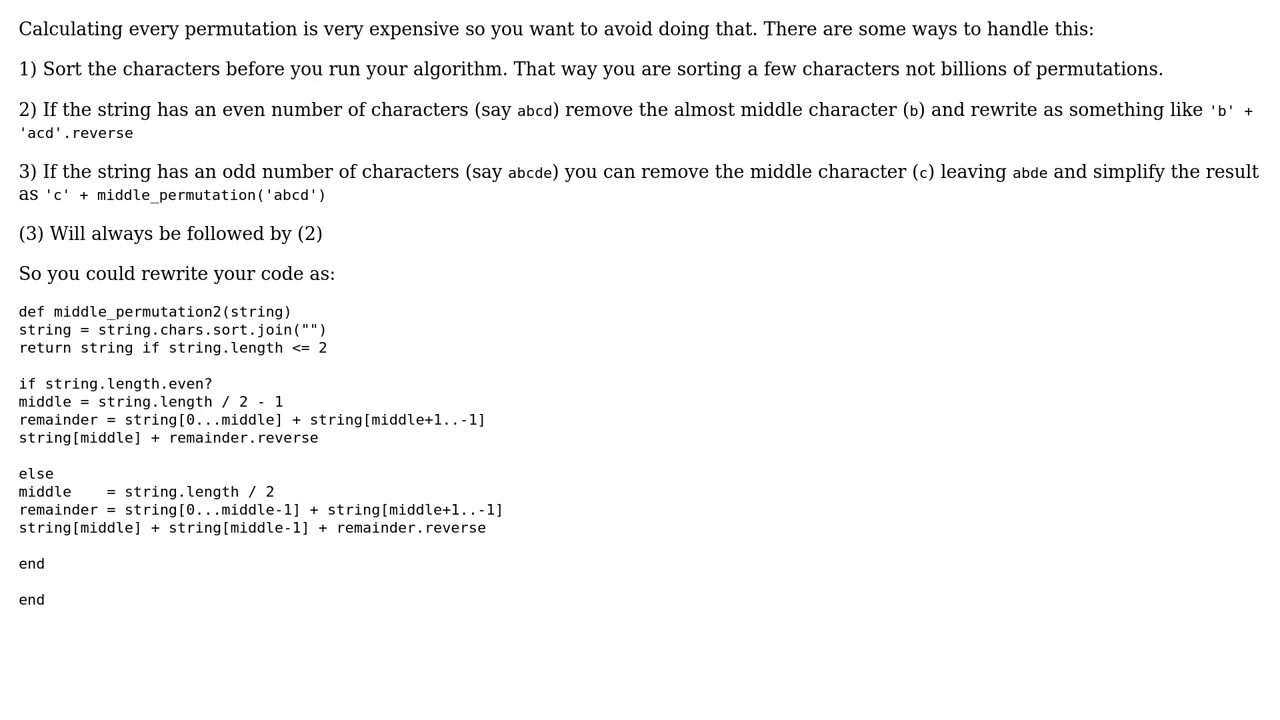 Calculating every permutation is very expensive so you want to avoid doing that. There are some ways to handle this:
1) Sort the characters before you run your algorithm. That way you are sorting a few characters not billions of permutations.
2) If the string has an even number of characters (say abcd) remove the almost middle character (b) and rewrite as something like 'b' +
'acd'.reverse
3) If the string has an odd number of characters (say abcde) you can remove the middle character (c) leaving abde and simplify the result
as 'c' + middle_permutation('abcd')
(3) Will always be followed by (2)
So you could rewrite your code as:
def middle_permutation2(string)
string = string.chars.sort.join("")
return string if string.length <= 2
if string.length.even?
middle = string.length / 2 - 1
remainder = string[0...middle] + string[middle+1..-1]
string[middle] + remainder.reverse
else
middle    = string.length / 2
remainder = string[0...middle-1] + string[middle+1..-1]
string[middle] + string[middle-1] + remainder.reverse
end
end